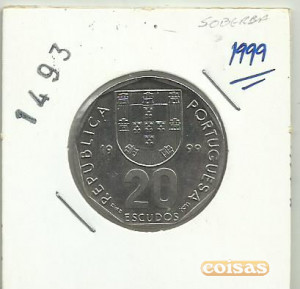 SOBERBA
1999
1493
REPUBLICA PORTUGUESA
19 99
20
ESCUDOS
coisas